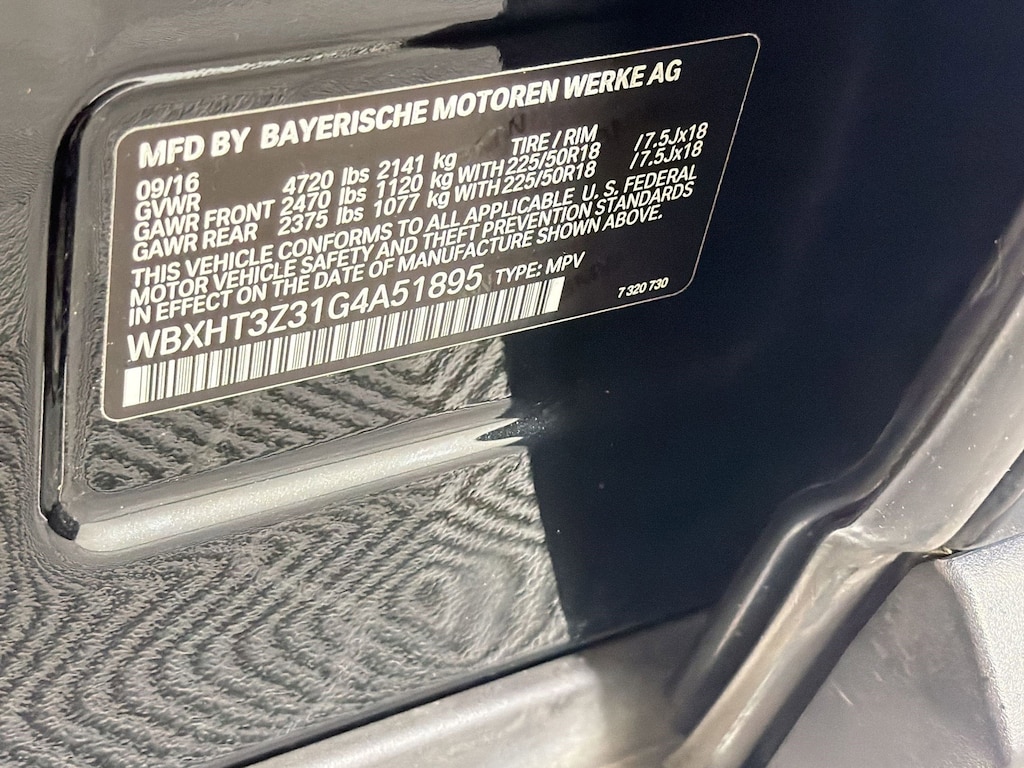 MFD BY BAYERISCHE MOTOREN WERKE AG
09/16 TIRE / RIM
GVWR 4720 lbs 2141 kg
GAWR FRONT 2470 lbs 1120 kg WITH 225/50R18 /7.5Jx18
GAWR REAR 2375 lbs 1077 kg WITH 225/50R18 /7.5Jx18
THIS VEHICLE CONFORMS TO ALL APPLICABLE U. S. FEDERAL
MOTOR VEHICLE SAFETY AND THEFT PREVENTION STANDARDS
IN EFFECT ON THE DATE OF MANUFACTURE SHOWN ABOVE.
WBXHT3Z31G4A51895 TYPE: MPV
7 320 730